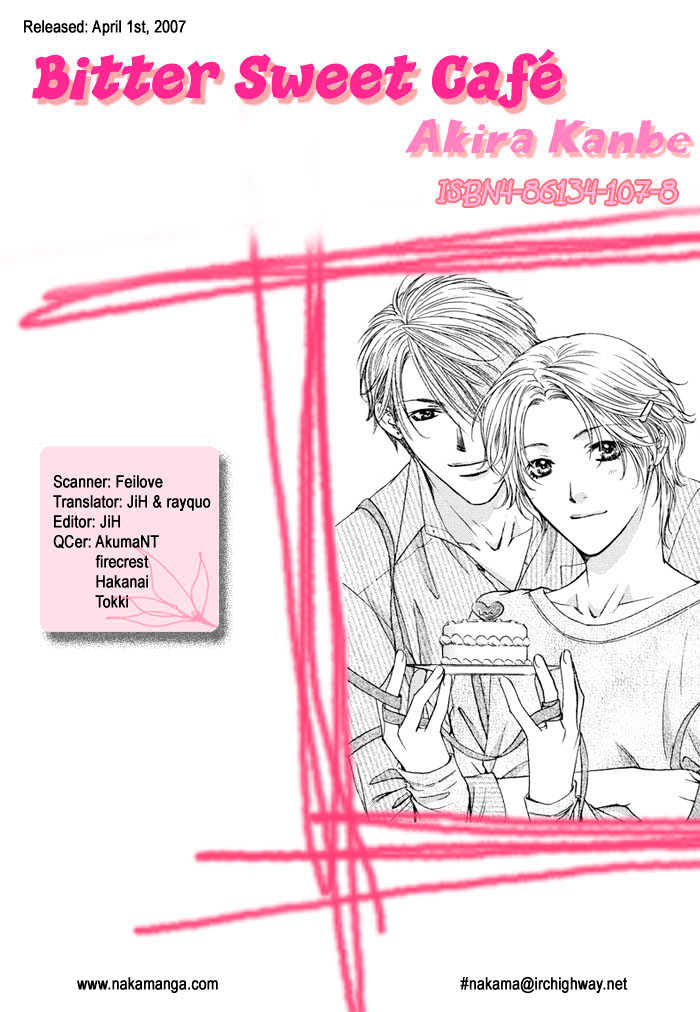 Released: April 1st, 2007
Bitter Sweet Café
Akira Kanbe
ISBN4-86134-107-8
Scanner: Feilove
Translator: JiH & rayquo
Editor: JiH
QCer: AkumaNT
firecrest
Hakanai
Tokki
www.nakamanga.com
#nakama@irchighway.net